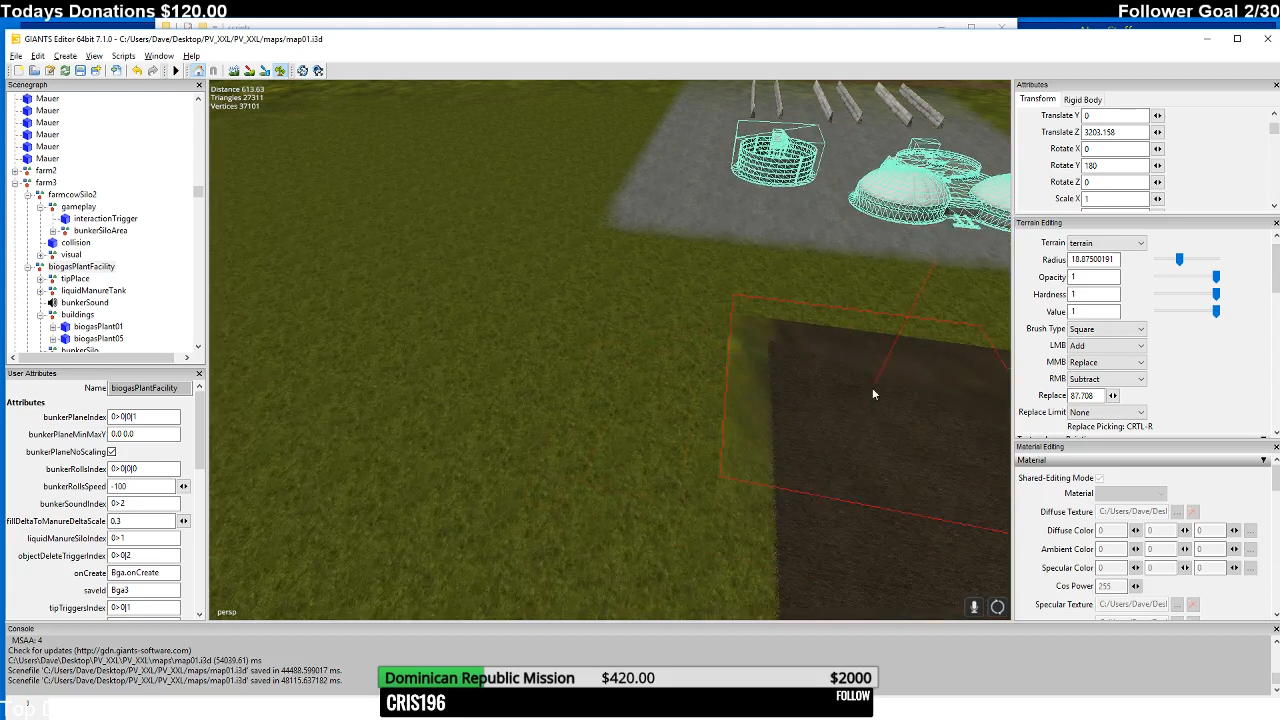 Todays Donations $120.00
Follower Goal 2/30
GIANTS Editor 64bit 7.1.0 - C:/Users/Dave/Desktop/PV_XXL/PV_XXL/maps/map01.i3d
File Edit Create View Scripts Window Help
Scenegraph
Mauer
Mauer
Mauer
Mauer
Mauer
Mauer
farm2
farm3
farmcowSilo2
gameplay
interactionTrigger
bunkerSiloArea
collision
visual
biogasPlantFacility
tipPlace
liquidManureTank
bunkerSound
buildings
biogasPlant01
biogasPlant05
bunkerSilo
User Attributes
Name biogasPlantFacility
Attributes
bunkerPlaneIndex 0>0|0|1
bunkerPlaneMinMaxY 0.0 0.0
bunkerPlaneNoScaling
bunkerRollsIndex 0>0|0|0
bunkerRollsSpeed -100
bunkerSoundIndex 0>2
fillDeltaToManureDeltaScale 0.3
liquidManureSiloIndex 0>1
objectDeleteTriggerIndex 0>0|2
onCreate Bga.onCreate
saveId Bga3
tipTriggersIndex 0>0|1
Distance 613.63
Triangles 27311
Vertices 37101
persp
Attributes
Transform Rigid Body
Translate Y 0
Translate Z 3203.158
Rotate X 0
Rotate Y 180
Rotate Z 0
Scale X 1
Terrain Editing
Terrain terrain
Radius 18.87500191
Opacity 1
Hardness 1
Value 1
Brush Type Square
LMB Add
MMB Replace
RMB Subtract
Replace 87.708
Replace Limit None
Replace Picking: CRTL-R
Material Editing
Material
Shared-Editing Mode
Material
Diffuse Texture C:/Users/Dave/Desl ...
Diffuse Color 0 0 0 ...
Ambient Color 0 0 0 ...
Specular Color 0 0 0 ...
Cos Power 255
Specular Texture C:/Users/Dave/Desl ...
Console
MSAA: 4
Check for updates (http://gdn.giants-software.com)
C:\Users\Dave\Desktop\PV_XXL\PV_XXL\maps\map01.i3d (54039.61) ms
Scenefile 'C:/Users/Dave/Desktop/PV_XXL/PV_XXL/maps/map01.i3d' saved in 44488.599017 ms.
Scenefile 'C:/Users/Dave/Desktop/PV_XXL/PV_XXL/maps/map01.i3d' saved in 48115.637182 ms.
Dominican Republic Mission $420.00 $2000
CRIS196
FOLLOW